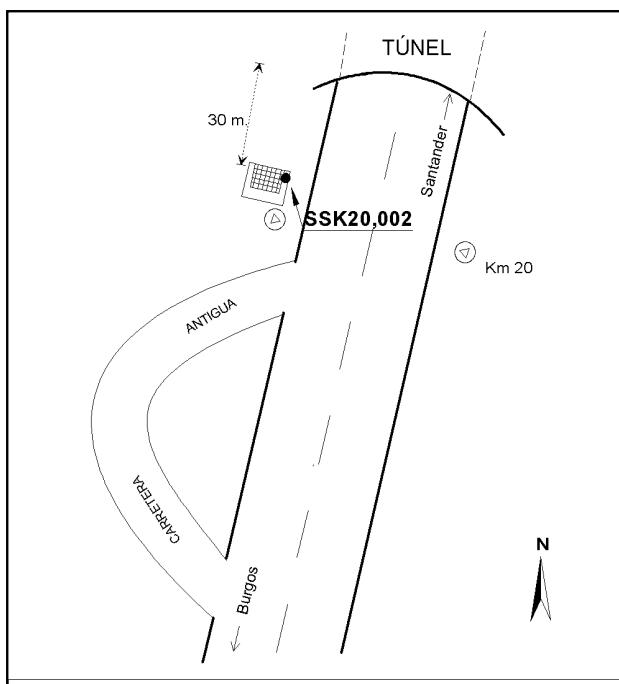 TÚNEL
30 m.
Santander
SSK20,002
Km 20
ANTIGUA
CARRETERA
Burgos
N